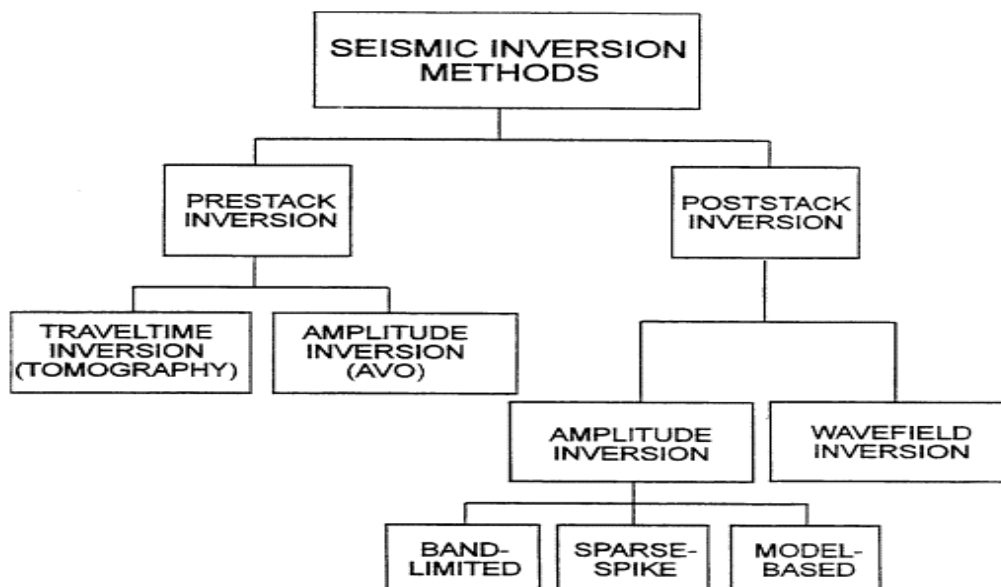 SEISMIC INVERSION
METHODS
PRESTACK
INVERSION
POSTSTACK
INVERSION
TRAVELTIME
INVERSION
(TOMOGRAPHY)
AMPLITUDE
INVERSION
(AVO)
AMPLITUDE
INVERSION
WAVEFIELD
INVERSION
BAND-
LIMITED
SPARSE-
SPIKE
MODEL-
BASED